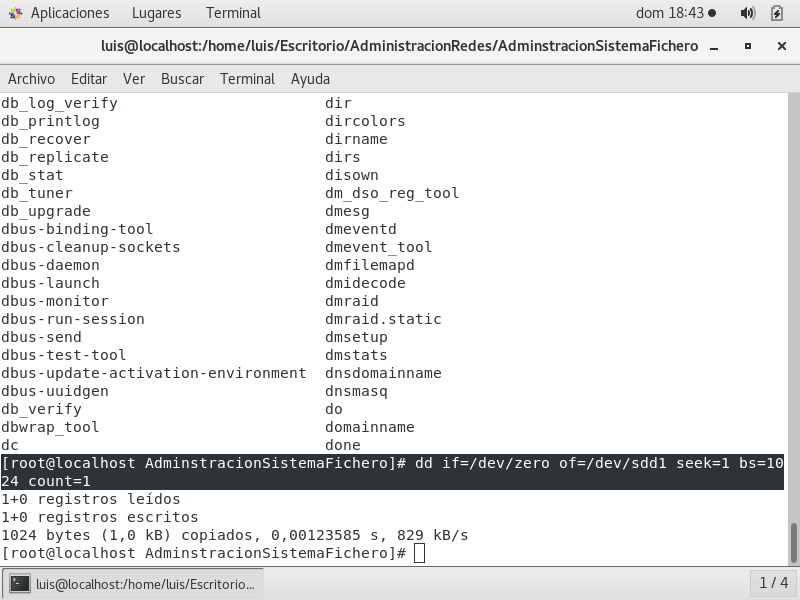 Aplicaciones Lugares Terminal dom 18:43
luis@localhost:/home/luis/Escritorio/AdministracionRedes/AdminstracionSistemaFichero
Archivo Editar Ver Buscar Terminal Ayuda
db_log_verify dir
db_printlog dircolors
db_recover dirname
db_replicate dirs
db_stat disown
db_tuner dm_dso_reg_tool
db_upgrade dmesg
dbus-binding-tool dmeventd
dbus-cleanup-sockets dmevent_tool
dbus-daemon dmfilemapd
dbus-launch dmidecode
dbus-monitor dmraid
dbus-run-session dmraid.static
dbus-send dmsetup
dbus-test-tool dmstats
dbus-update-activation-environment dnsdomainname
dbus-uuidgen dnsmasq
db_verify do
dbwrap_tool domainname
dc done
[root@localhost AdminstracionSistemaFichero]# dd if=/dev/zero of=/dev/sdd1 seek=1 bs=10
24 count=1
1+0 registros leídos
1+0 registros escritos
1024 bytes (1,0 kB) copiados, 0,00123585 s, 829 kB/s
[root@localhost AdminstracionSistemaFichero]#
luis@localhost:/home/luis/Escritorio... 1 / 4